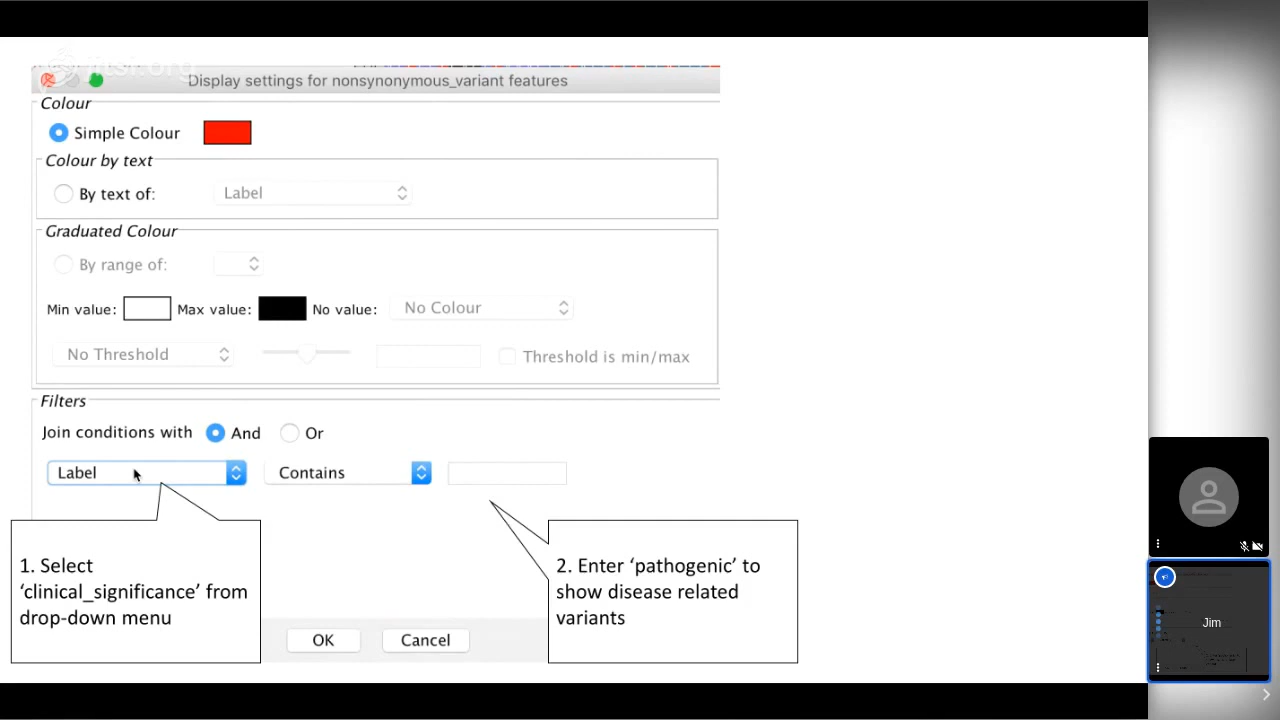 jitsi.org
Display settings for nonsynonymous_variant features
Colour
Simple Colour
Colour by text
By text of: Label
Graduated Colour
By range of:
Min value: Max value: No value: No Colour
No Threshold Threshold is min/max
Filters
Join conditions with And Or
Label Contains
1. Select
‘clinical_significance’ from
drop-down menu
2. Enter ‘pathogenic’ to
show disease related
variants
OK Cancel
Jim